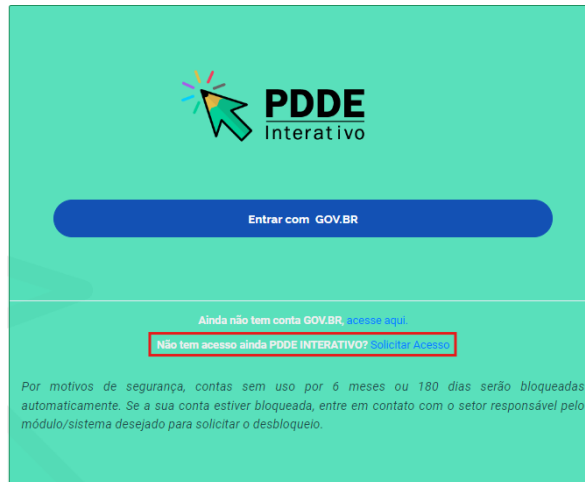 PDDE
Interativo
Entrar com GOV.BR
Ainda não tem conta GOV.BR, acesse aqui.
Não tem acesso ainda PDDE INTERATIVO? Solicitar Acesso
Por motivos de segurança, contas sem uso por 6 meses ou 180 dias serão bloqueadas
automaticamente. Se a sua conta estiver bloqueada, entre em contato com o setor responsável pelo
módulo/sistema desejado para solicitar o desbloqueio.